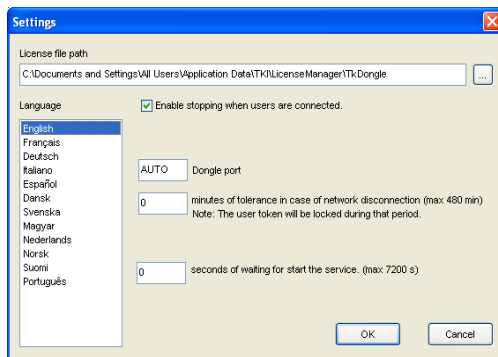 Settings
License file path
C:\Documents and Settings\All Users\Application Data\TKI\LicenseManager\TkDongle
...
Language
Enable stopping when users are connected.
English
Français
Deutsch
Italiano
Español
Dansk
Svenska
Magyar
Nederlands
Norsk
Suomi
Português
AUTO Dongle port
0 minutes of tolerance in case of network disconnection (max 480 min)
Note: The user token will be locked during that period.
0 seconds of waiting for start the service. (max 7200 s)
OK Cancel